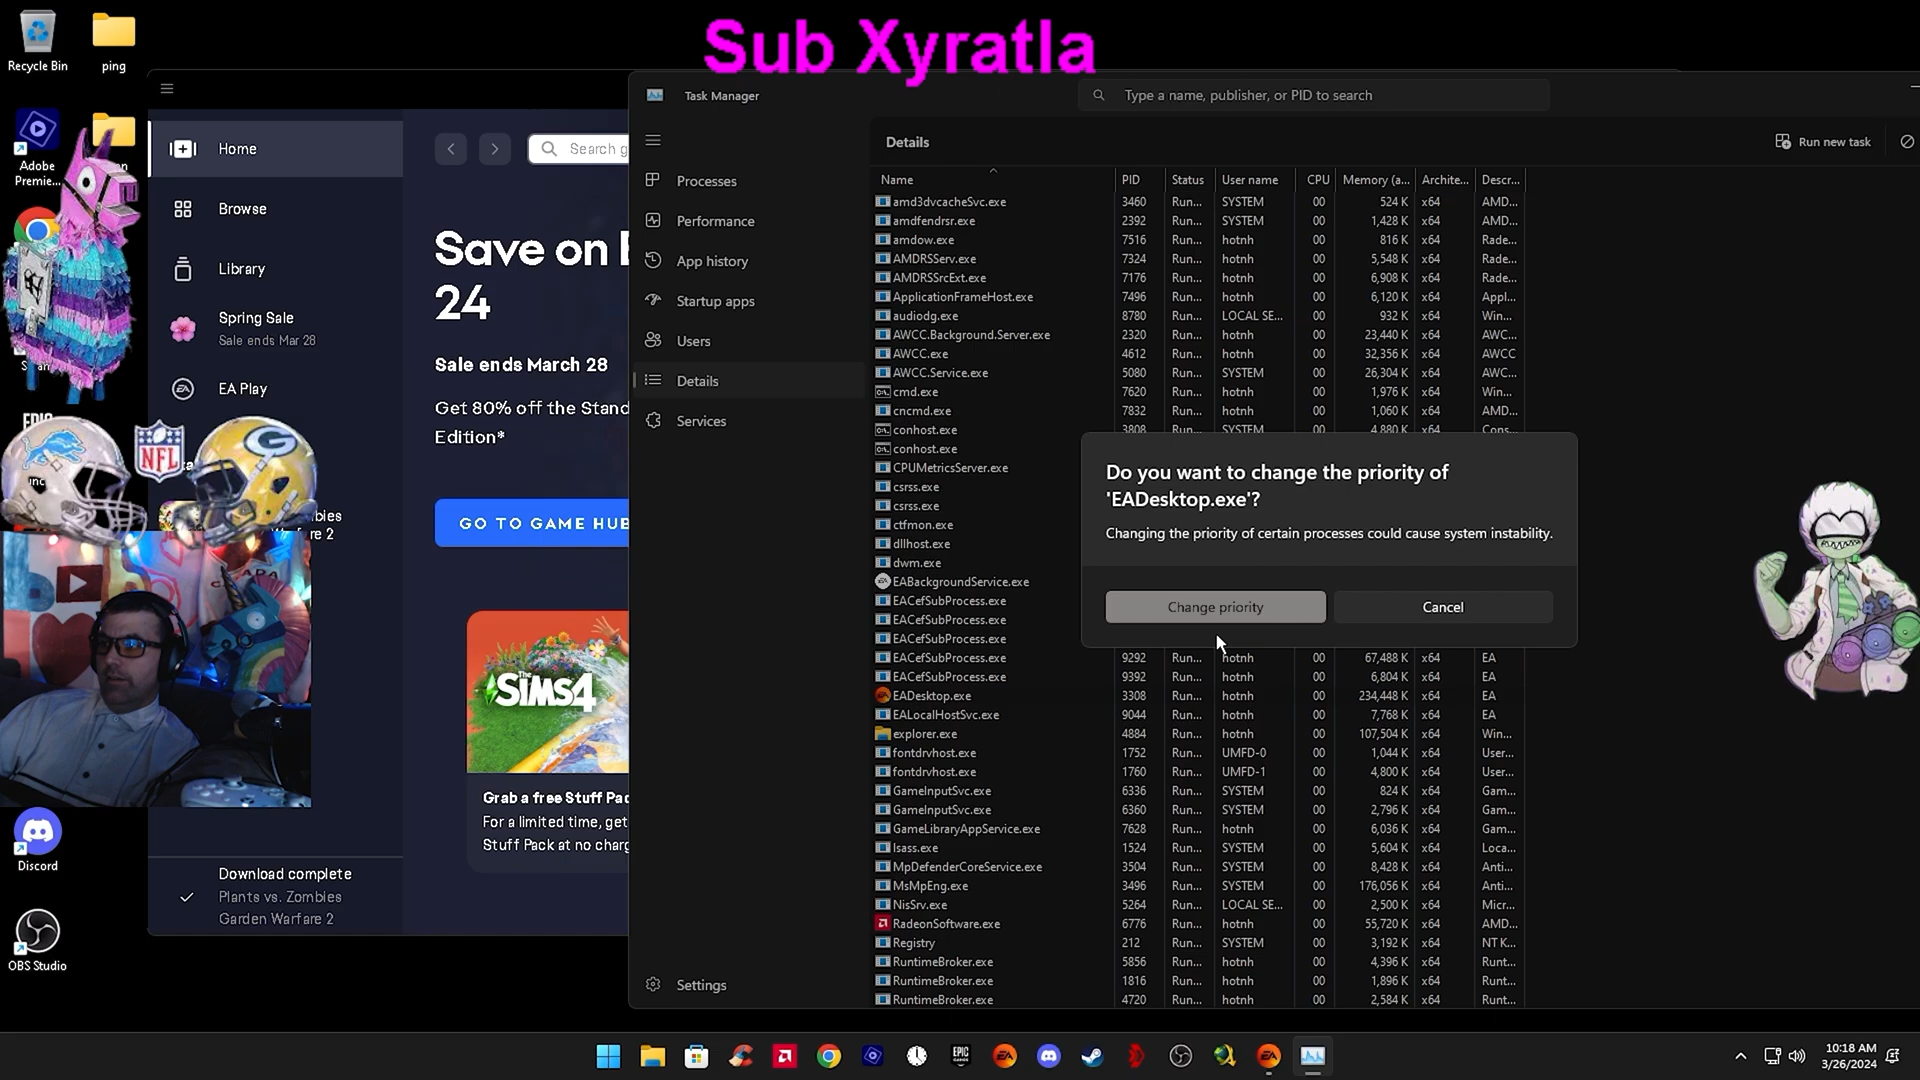 Sub Xyratla
Recycle Bin
ping
Adobe
Premie...
Discord
OBS Studio
NFL
Home
Browse
Library
Spring Sale
Sale ends Mar 28
EA Play
Download complete
Plants vs. Zombies
Garden Warfare 2
Search g
Save on
24
Sale ends March 28
Get 80% off the Stand
Edition*
GO TO GAME HUB
THE SIMS4
Grab a free Stuff Pac
For a limited time, get
Stuff Pack at no charg
Task Manager
Type a name, publisher, or PID to search
Processes
Performance
App history
Startup apps
Users
Details
Services
Settings
Details
Run new task
Name PID Status User name CPU Memory (a... Archite... Descr...
amd3dvcacheSvc.exe 3460 Run... SYSTEM 00 524 K x64 AMD...
amdfendrsr.exe 2392 Run... SYSTEM 00 1,428 K x64 AMD...
amdow.exe 7516 Run... hotnh 00 816 K x64 Rade...
AMDRSServ.exe 7324 Run... hotnh 00 5,548 K x64 Rade...
AMDRSSrcExt.exe 7176 Run... hotnh 00 6,908 K x64 Rade...
ApplicationFrameHost.exe 7496 Run... hotnh 00 6,120 K x64 Appl...
audiodg.exe 8780 Run... LOCAL SE... 00 932 K x64 Win...
AWCC.Background.Server.exe 2320 Run... hotnh 00 23,440 K x64 AWC...
AWCC.exe 4612 Run... hotnh 00 32,356 K x64 AWCC
AWCC.Service.exe 5080 Run... SYSTEM 00 26,304 K x64 AWC...
cmd.exe 7620 Run... hotnh 00 1,976 K x64 Win...
cncmd.exe 7832 Run... hotnh 00 1,060 K x64 AMD...
conhost.exe 3808 Run... SYSTEM 00 4,880 K x64 Cons...
conhost.exe
CPUMetricsServer.exe
csrss.exe
csrss.exe
ctfmon.exe
dllhost.exe
dwm.exe
EABackgroundService.exe
EACefSubProcess.exe
EACefSubProcess.exe
EACefSubProcess.exe
EACefSubProcess.exe 9292 Run... hotnh 00 67,488 K x64 EA
EACefSubProcess.exe 9392 Run... hotnh 00 6,804 K x64 EA
EADesktop.exe 3308 Run... hotnh 00 234,448 K x64 EA
EALocalHostSvc.exe 9044 Run... hotnh 00 7,768 K x64 EA
explorer.exe 4884 Run... hotnh 00 107,504 K x64 Win...
fontdrvhost.exe 1752 Run... UMFD-0 00 1,044 K x64 User...
fontdrvhost.exe 1760 Run... UMFD-1 00 4,800 K x64 User...
GameInputSvc.exe 6336 Run... SYSTEM 00 824 K x64 Gam...
GameInputSvc.exe 6360 Run... SYSTEM 00 2,796 K x64 Gam...
GameLibraryAppService.exe 7628 Run... hotnh 00 6,036 K x64 Gam...
lsass.exe 1524 Run... SYSTEM 00 5,604 K x64 Loca...
MpDefenderCoreService.exe 3504 Run... SYSTEM 00 8,428 K x64 Anti...
MsMpEng.exe 3496 Run... SYSTEM 00 176,056 K x64 Anti...
NisSrv.exe 5264 Run... LOCAL SE... 00 2,500 K x64 Micr...
RadeonSoftware.exe 6776 Run... hotnh 00 55,720 K x64 AMD...
Registry 212 Run... SYSTEM 00 3,192 K x64 NT K...
RuntimeBroker.exe 5856 Run... hotnh 00 4,396 K x64 Runt...
RuntimeBroker.exe 1816 Run... hotnh 00 1,896 K x64 Runt...
RuntimeBroker.exe 4720 Run... hotnh 00 2,584 K x64 Runt...
Do you want to change the priority of
'EADesktop.exe'?
Changing the priority of certain processes could cause system instability.
Change priority
Cancel
EPIC
10:18 AM
3/26/2024